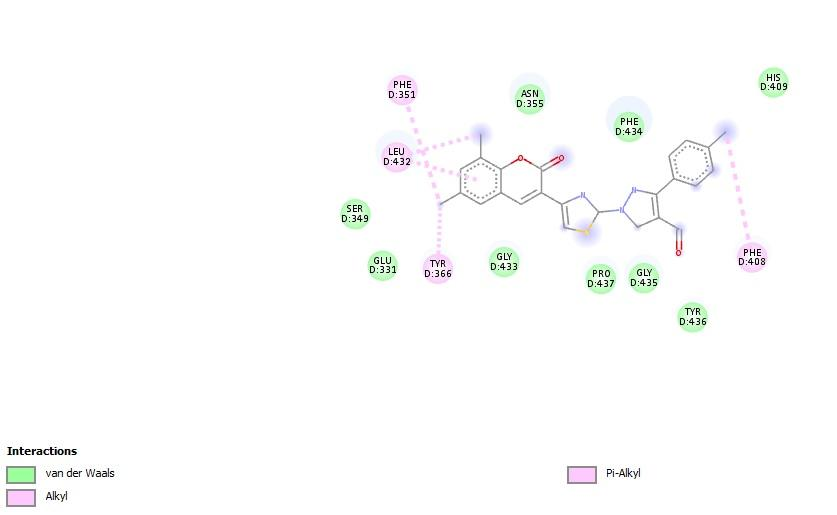 HIS
D:409
PHE
D:351
ASN
D:355
PHE
D:434
LEU
D:432
O
O
N
N
N
S
SER
D:349
GLU
D:331
TYR
D:366
GLY
D:433
PRO
D:437
GLY
D:435
O
PHE
D:408
TYR
D:436
Interactions
van der Waals
Alkyl
Pi-Alkyl